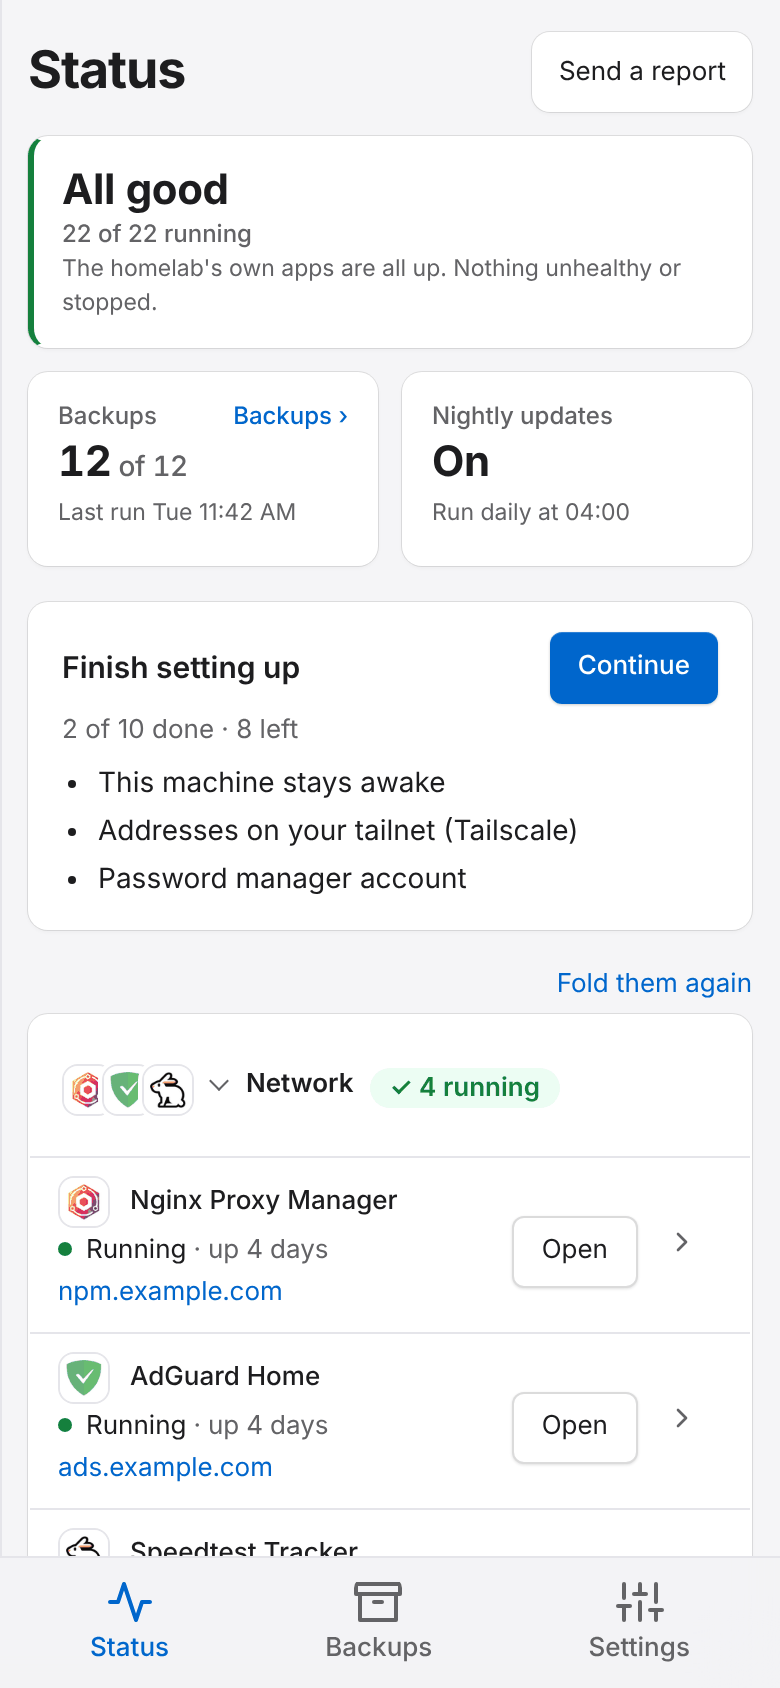 Status
Send a report
All good
22 of 22 running
The homelab's own apps are all up. Nothing unhealthy or
stopped.
Backups
Backups ›
12 of 12
Last run Tue 11:42 AM
Nightly updates
On
Run daily at 04:00
Finish setting up
Continue
2 of 10 done · 8 left
• This machine stays awake
• Addresses on your tailnet (Tailscale)
• Password manager account
Fold them again
Network
✓ 4 running
Nginx Proxy Manager
Running · up 4 days
npm.example.com
Open
AdGuard Home
Running · up 4 days
ads.example.com
Open
Speedtest Tracker
Status
Backups
Settings